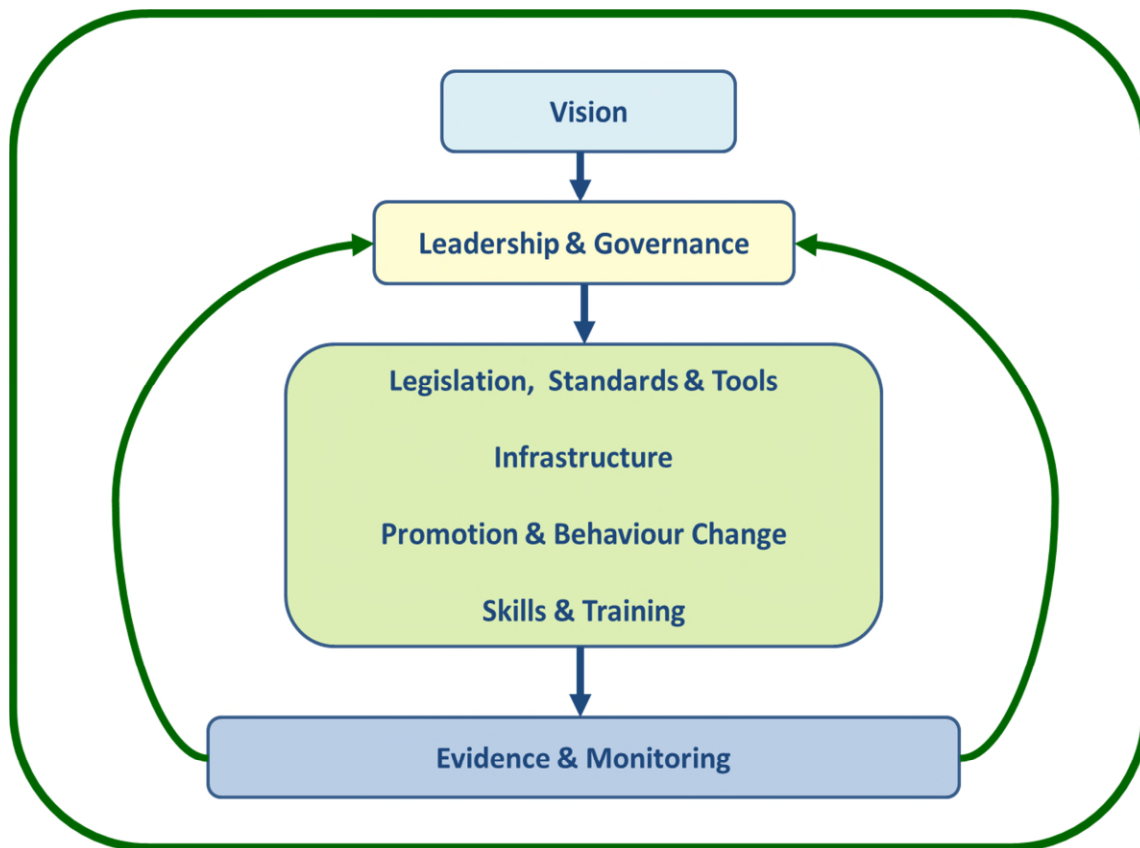 Vision
Leadership & Governance
Legislation, Standards & Tools
Infrastructure
Promotion & Behaviour Change
Skills & Training
Evidence & Monitoring